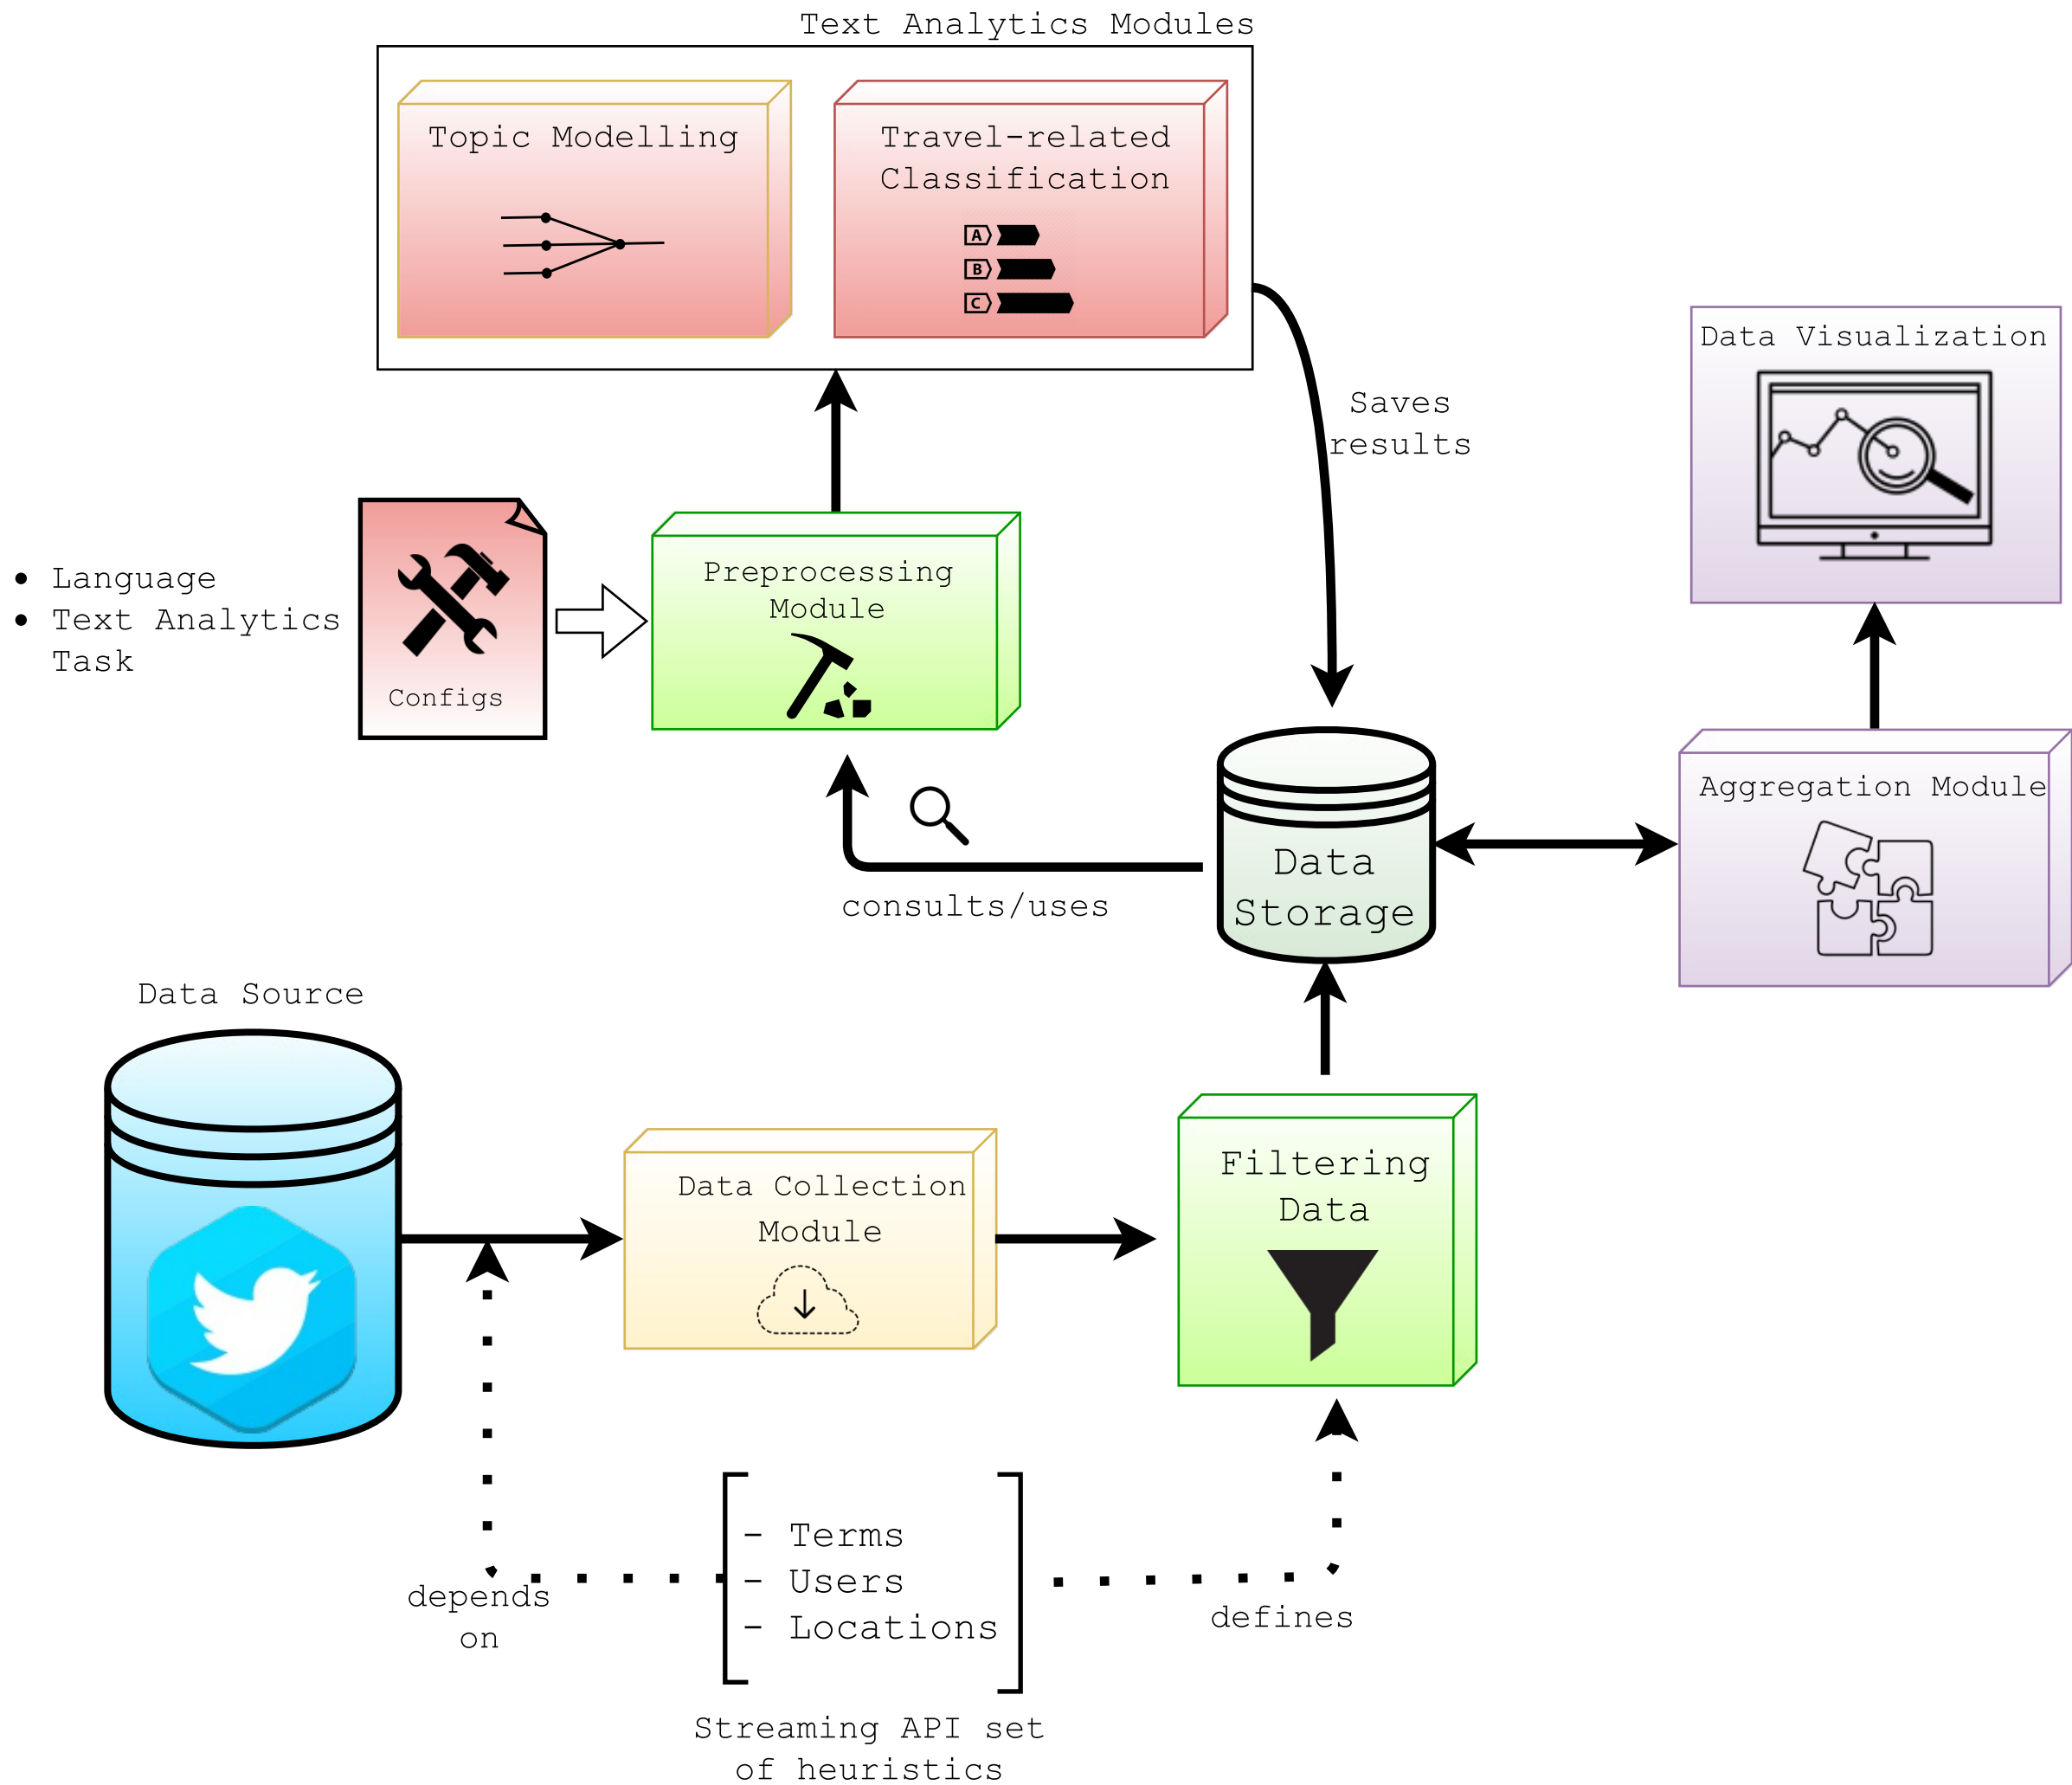 Text Analytics Modules
Topic Modelling
Travel-related
Classification
A
B
C
Saves
results
Data Visualization
• Language
• Text Analytics
Task
Configs
Preprocessing
Module
consults/uses
Data
Storage
Aggregation Module
Data Source
Data Collection
Module
Filtering
Data
depends
on
- Terms
- Users
- Locations
defines
Streaming API set
of heuristics